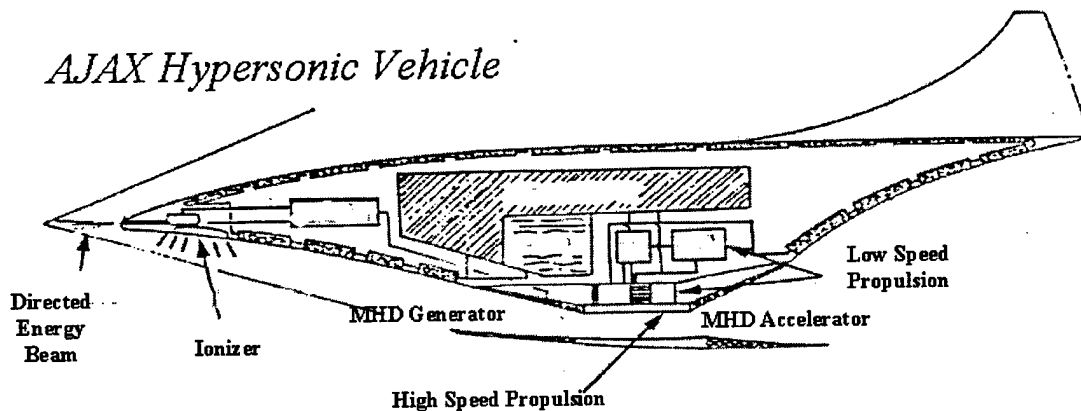 AJAX Hypersonic Vehicle
Low Speed
Propulsion
Directed
Energy
Beam
Ionizer
MHD Generator
MHD Accelerator
High Speed Propulsion